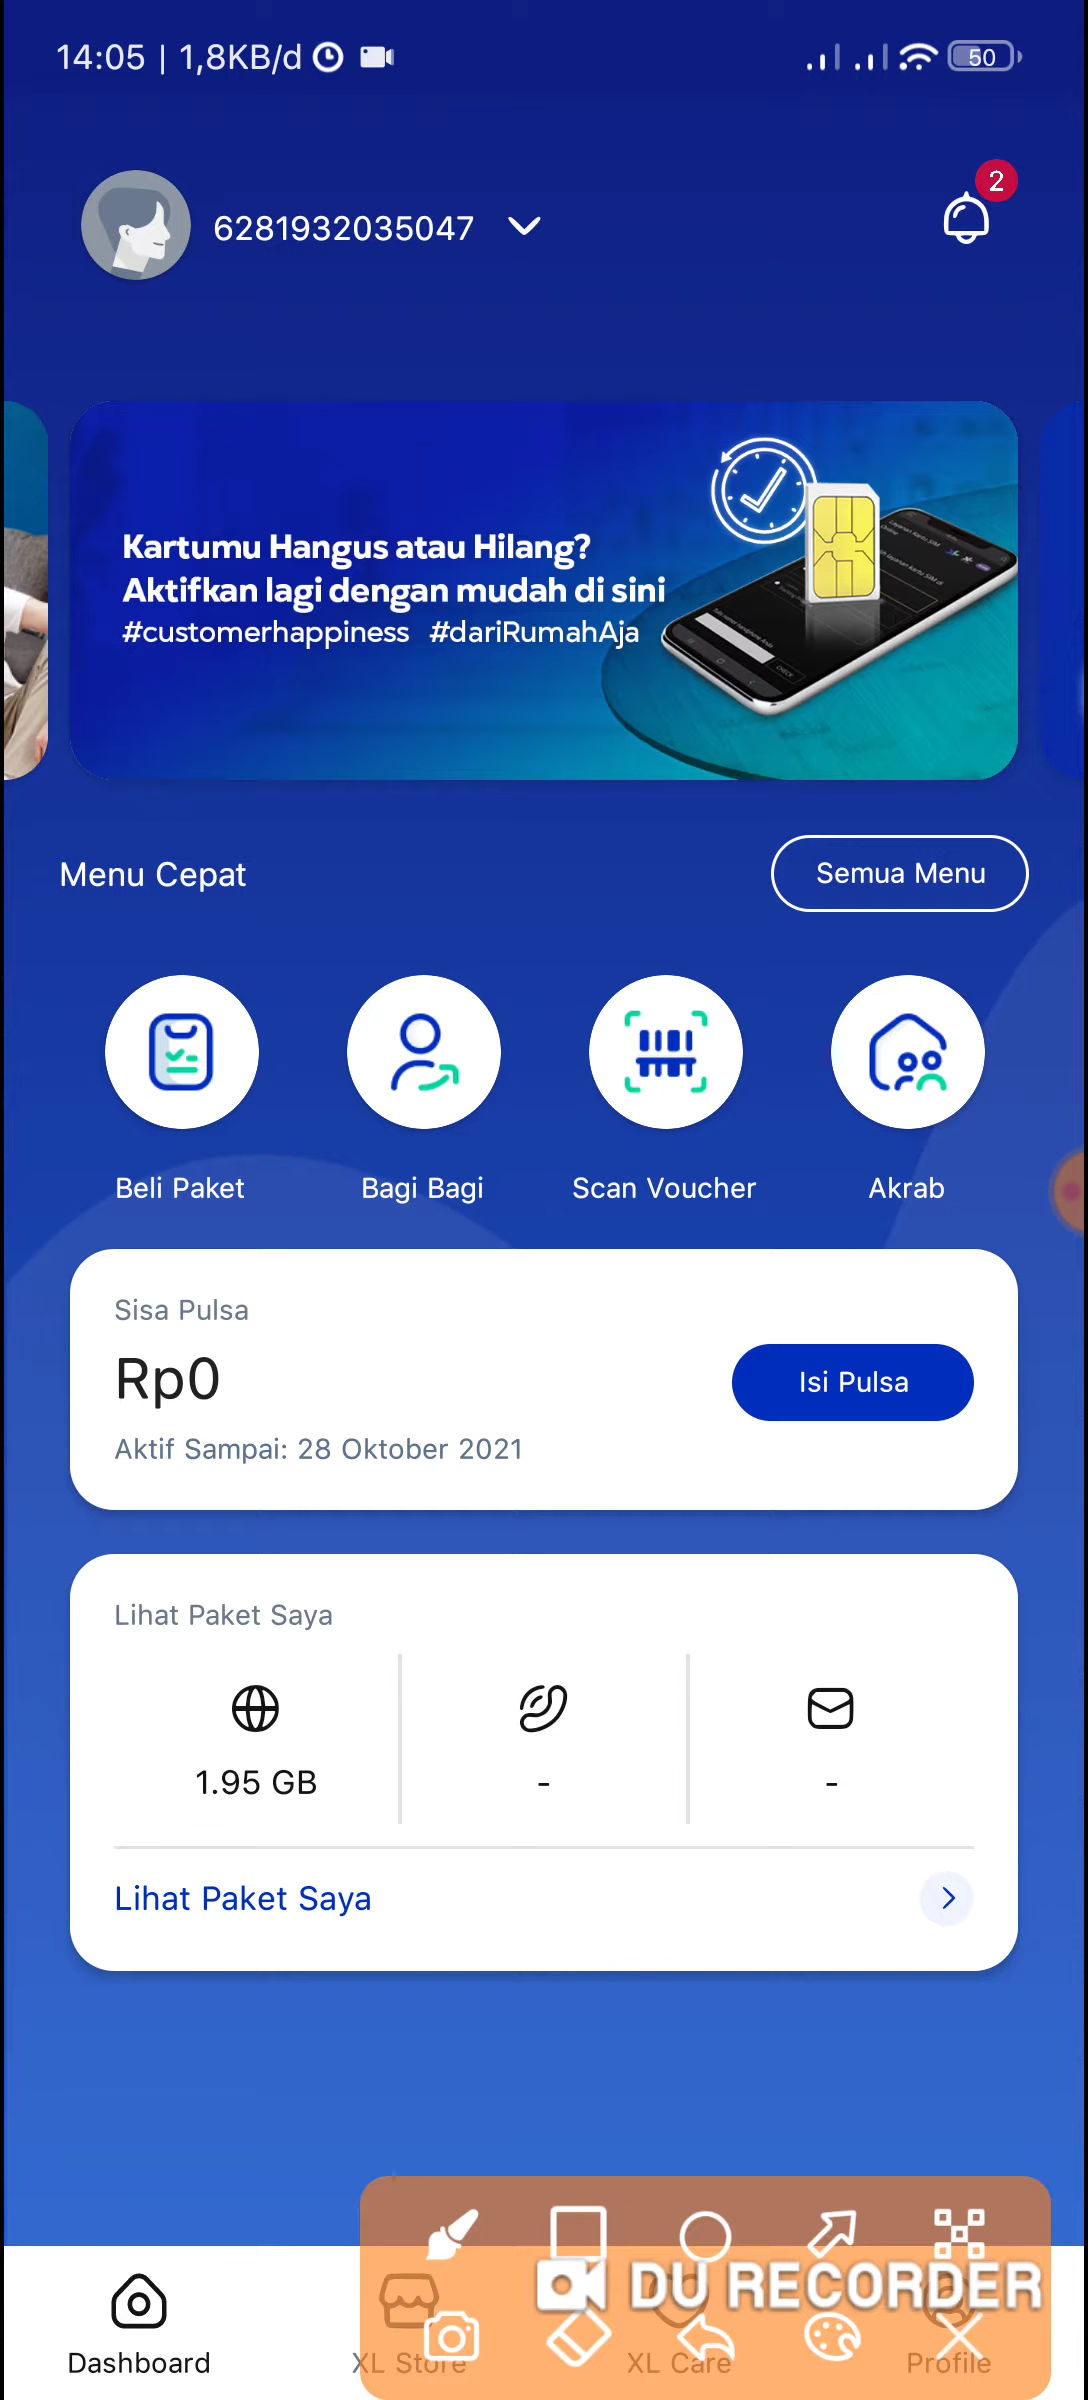 14:05 | 1,8KB/d
50
6281932035047
2
Kartumu Hangus atau Hilang?
Aktifkan lagi dengan mudah di sini
#customerhappiness #dariRumahAja
Menu Cepat
Semua Menu
Beli Paket
Bagi Bagi
Scan Voucher
Akrab
Sisa Pulsa
Rp0
Isi Pulsa
Aktif Sampai: 28 Oktober 2021
Lihat Paket Saya
1.95 GB
-
-
Lihat Paket Saya
DU RECORDER
Dashboard
XL Store
XL Care
Profile